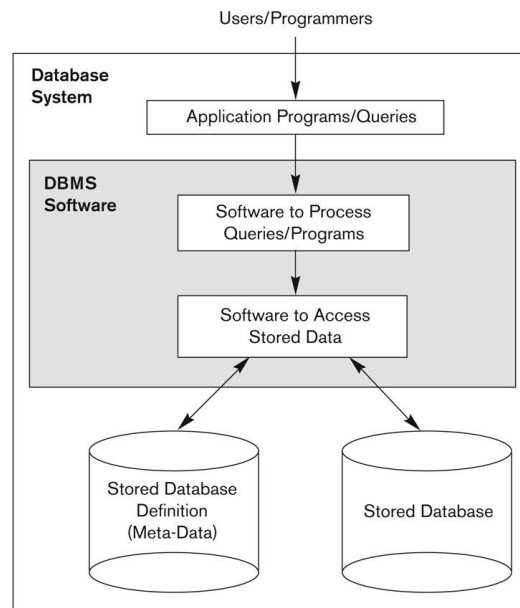 Users/Programmers
Database
System
Application Programs/Queries
DBMS
Software
Software to Process
Queries/Programs
Software to Access
Stored Data
Stored Database
Definition
(Meta-Data)
Stored Database